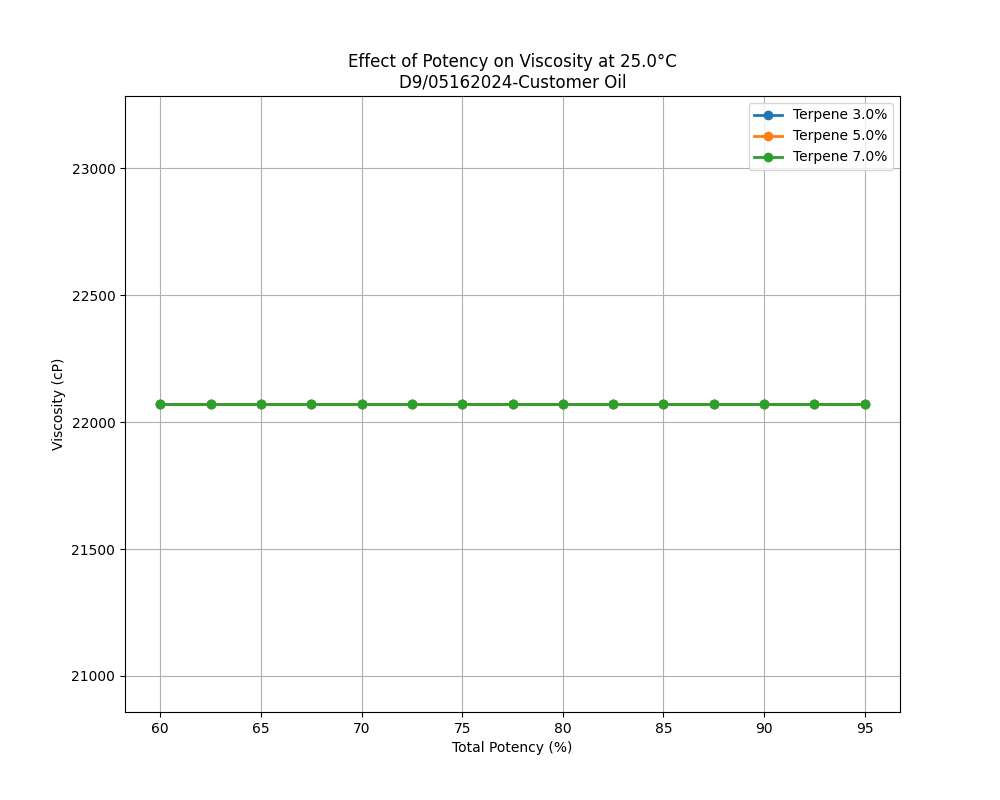 Effect of Potency on Viscosity at 25.0°C
D9/05162024-Customer Oil
Terpene 3.0%
Terpene 5.0%
Terpene 7.0%
23000
22500
22000
21500
21000
Viscosity (cP)
60 65 70 75 80 85 90 95
Total Potency (%)